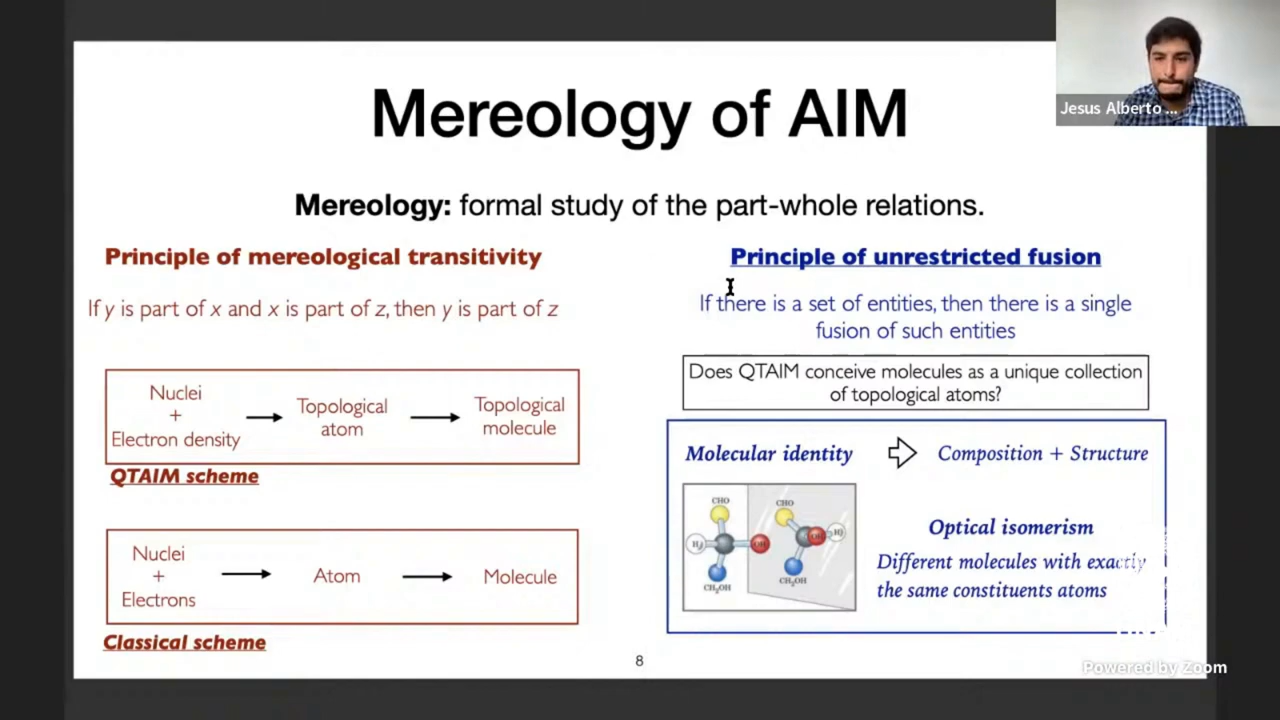 Mereology of AIM
Jesus Alberto ...
Mereology: formal study of the part-whole relations.
Principle of mereological transitivity
If y is part of x and x is part of z, then y is part of z
Nuclei
+
Electron density
Topological
atom
Topological
molecule
QTAIM scheme
Nuclei
+
Electrons
Atom
Molecule
Classical scheme
Principle of unrestricted fusion
If there is a set of entities, then there is a single
fusion of such entities
Does QTAIM conceive molecules as a unique collection
of topological atoms?
Molecular identity
Composition + Structure
CHO
H
OH
CH₂OH
CHO
OH
H
CH₂OH
Optical isomerism
Different molecules with exactly
the same constituents atoms
8
Powered by Zoom